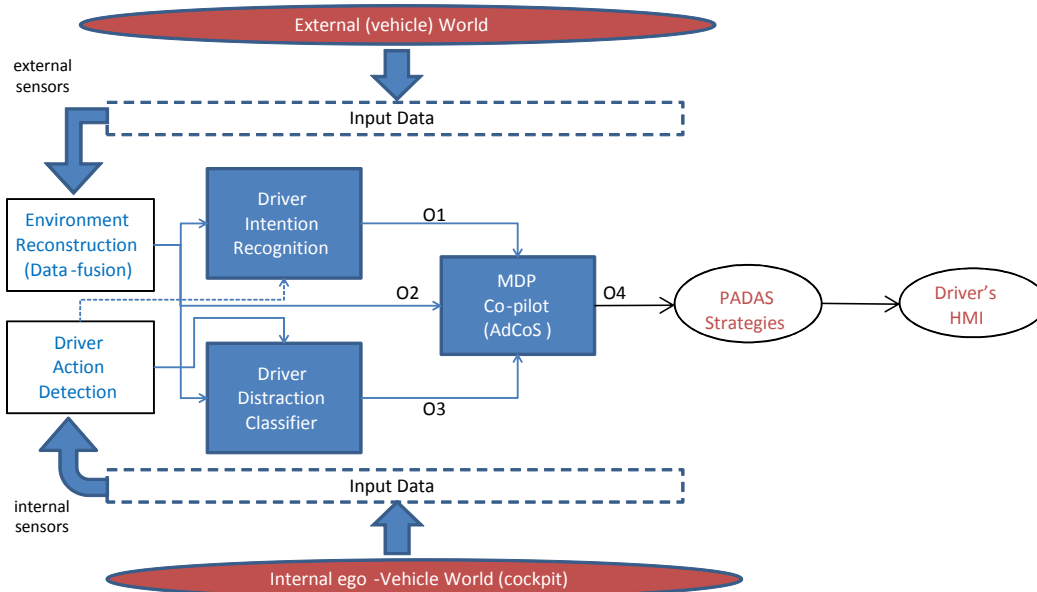 External (vehicle) World
external
sensors
Input Data
Environment
Reconstruction
(Data -fusion)
Driver
Intention
Recognition
O1
O2
MDP
Co-pilot
(AdCoS )
O4
PADAS
Strategies
Driver's
HMI
Driver
Action
Detection
Driver
Distraction
Classifier
O3
internal
sensors
Input Data
Internal ego -Vehicle World (cockpit)